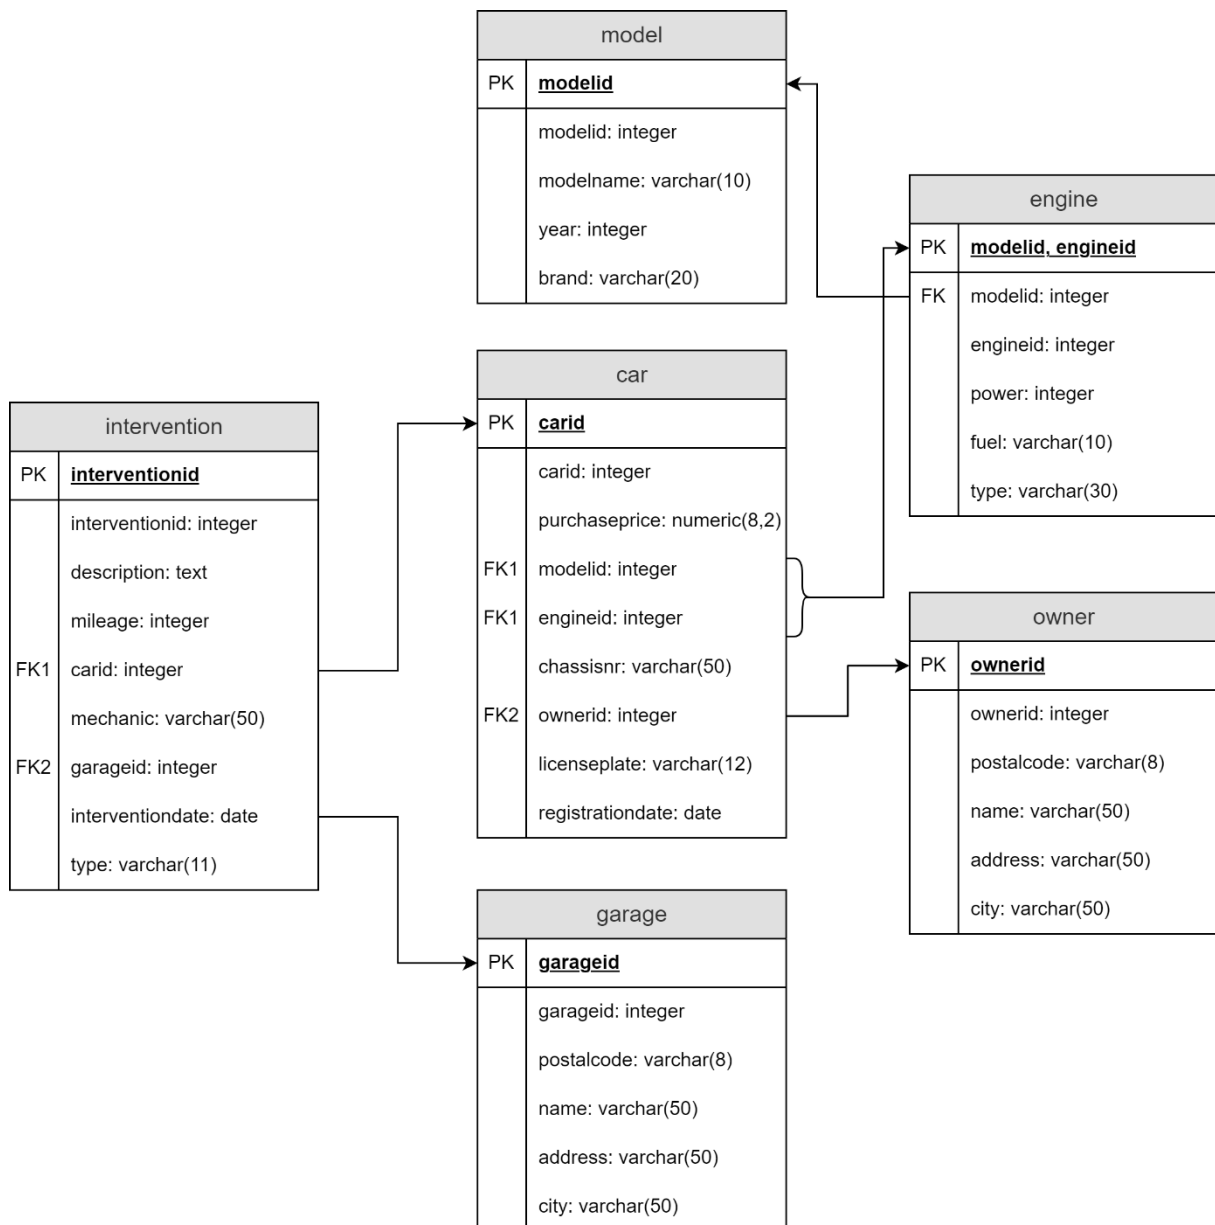 model
PK modelid
modelid: integer
modelname: varchar(10)
year: integer
brand: varchar(20)
engine
PK modelid, engineid
FK modelid: integer
engineid: integer
power: integer
fuel: varchar(10)
type: varchar(30)
car
PK carid
carid: integer
purchaseprice: numeric(8,2)
FK1 modelid: integer
FK1 engineid: integer
chassisnr: varchar(50)
FK2 ownerid: integer
licenseplate: varchar(12)
registrationdate: date
intervention
PK interventionid
interventionid: integer
description: text
mileage: integer
FK1 carid: integer
mechanic: varchar(50)
FK2 garageid: integer
interventiondate: date
type: varchar(11)
owner
PK ownerid
ownerid: integer
postalcode: varchar(8)
name: varchar(50)
address: varchar(50)
city: varchar(50)
garage
PK garageid
garageid: integer
postalcode: varchar(8)
name: varchar(50)
address: varchar(50)
city: varchar(50)